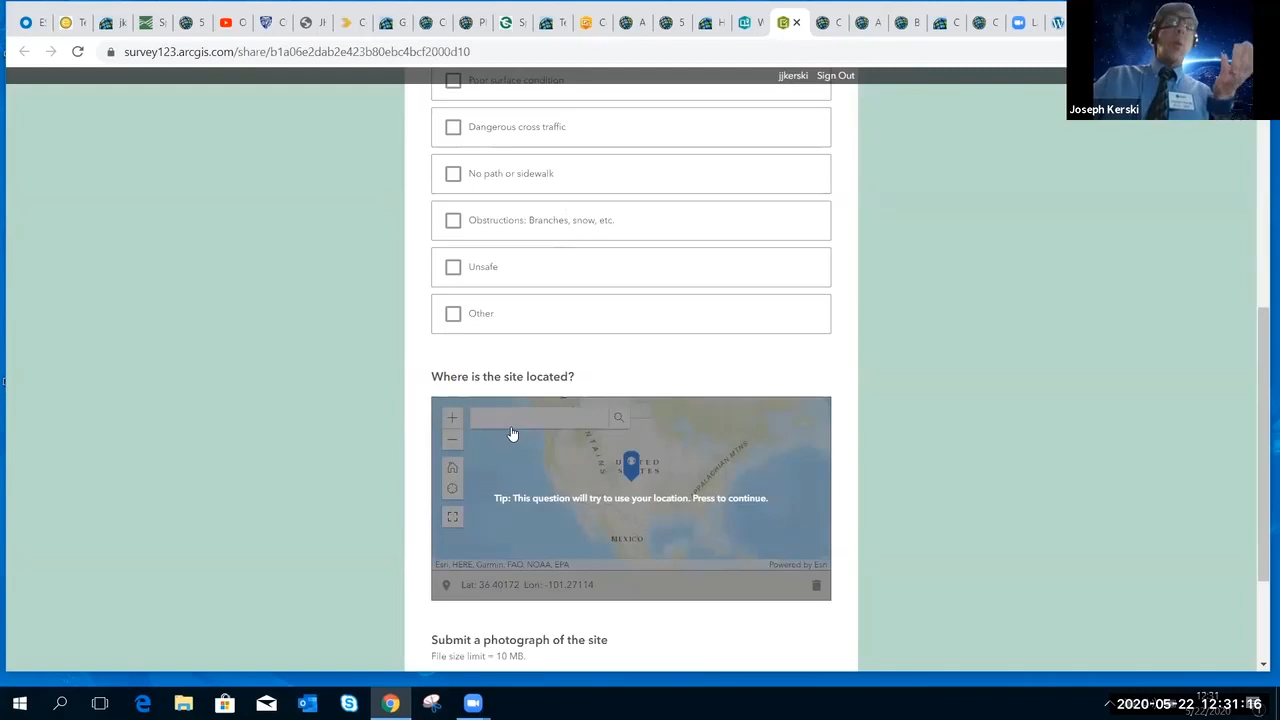 survey123.arcgis.com/share/b1a06e2dab2e423b80ebc4bcf2000d10
jjkerski Sign Out
Joseph Kerski
Poor surface condition
Dangerous cross traffic
No path or sidewalk
Obstructions: Branches, snow, etc.
Unsafe
Other
Where is the site located?
UNITED
STATES
APPALACHIAN MTNS
Tip: This question will try to use your location. Press to continue.
MEXICO
Esri, HERE, Garmin, FAO, NOAA, EPA Powered by Esri
Lat: 36.40172 Lon: -101.27114
Submit a photograph of the site
File size limit = 10 MB.
12:31
2020-05-22 12:31:16